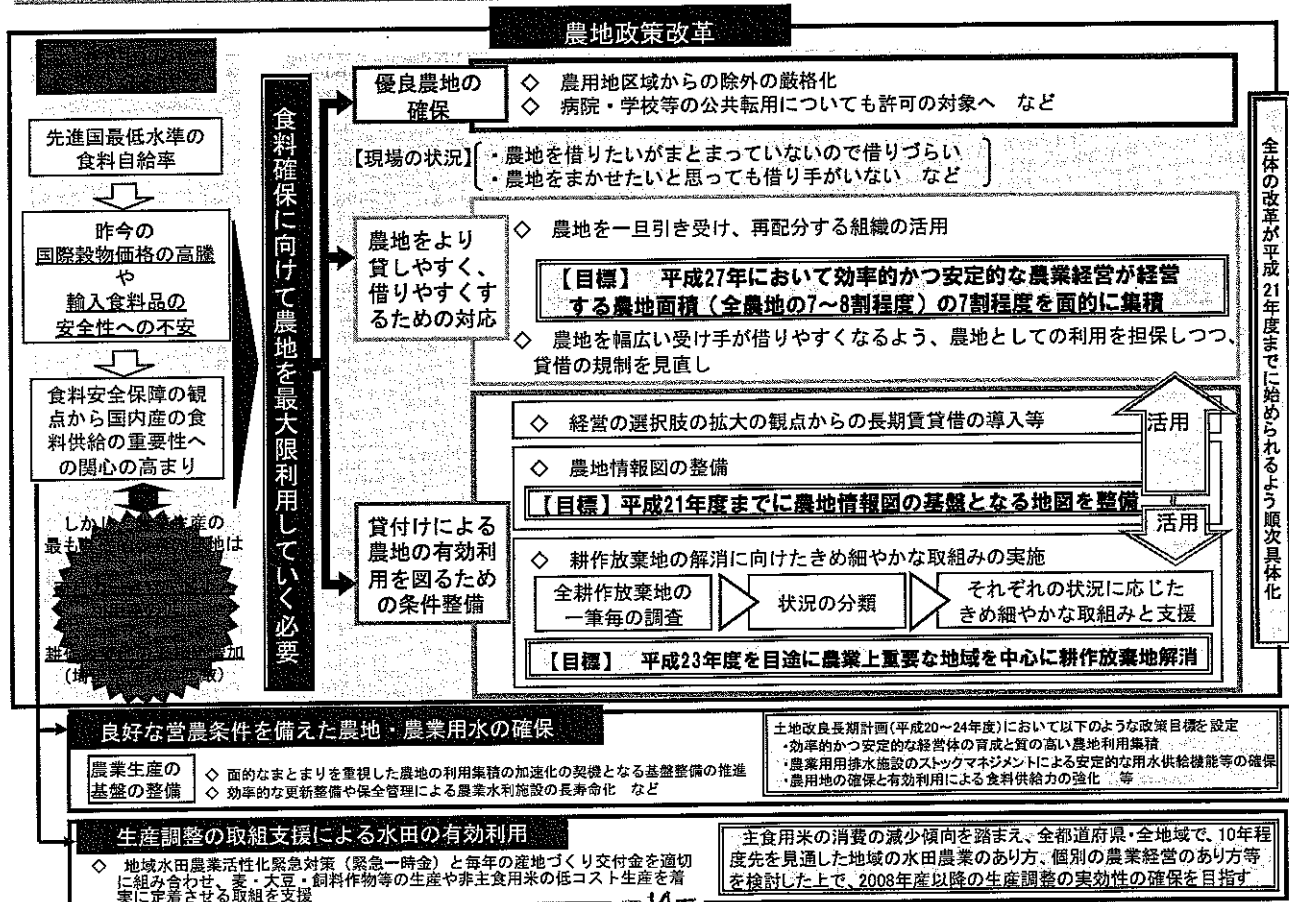 農地政策改革
先進国最低水準の
食料自給率
昨今の
国際穀物価格の高騰
や
輸入食料品の
安全性への不安
食料安全保障の観
点から国内産の食
料供給の重要性へ
の関心の高まり
しか
生産の
最も
地は
加
食料確保に向けて農地を最大限利用していく必要
優良農地の
確保
◇ 農用地区域からの除外の厳格化
◇ 病院・学校等の公共転用についても許可の対象へ など
【現場の状況】
・農地を借りたいがまとまっていないので借りづらい
・農地をまかせたいと思っても借り手がいない など
農地をより
貸しやすく、
借りやすくす
るための対応
◇ 農地を一旦引き受け、再配分する組織の活用
【目標】 平成27年において効率的かつ安定的な農業経営が経営
する農地面積（全農地の7～8割程度）の7割程度を面的に集積
◇ 農地を幅広い受け手が借りやすくなるよう、農地としての利用を担保しつつ、
貸借の規制を見直し
貸付けによる
農地の有効利
用を図るため
の条件整備
◇ 経営の選択肢の拡大の観点からの長期賃貸借の導入等
活用
◇ 農地情報図の整備
【目標】平成21年度までに農地情報図の基盤となる地図を整備
活用
◇ 耕作放棄地の解消に向けたきめ細やかな取組みの実施
全耕作放棄地の
一筆毎の調査
状況の分類
それぞれの状況に応じた
きめ細やかな取組みと支援
【目標】 平成23年度を目途に農業上重要な地域を中心に耕作放棄地解消
全体の改革が平成21年度までに始められるよう順次具体化
良好な営農条件を備えた農地・農業用水の確保
農業生産の
基盤の整備
◇ 面的なまとまりを重視した農地の利用集積の加速化の契機となる基盤整備の推進
◇ 効率的な更新整備や保全管理による農業水利施設の長寿命化 など
土地改良長期計画(平成20～24年度)において以下のような政策目標を設定
・効率的かつ安定的な経営体の育成と質の高い農地利用集積
・農業用用排水施設のストックマネジメントによる安定的な用水供給機能等の確保
・農用地の確保と有効利用による食料供給力の強化 等
生産調整の取組支援による水田の有効利用
◇ 地域水田農業活性化緊急対策（緊急一時金）と毎年の産地づくり交付金を適切
に組み合わせ、麦・大豆・飼料作物等の生産や非主食用米の低コスト生産を着
実に定着させる取組を支援
主食用米の消費の減少傾向を踏まえ、全都道府県・全地域で、10年程
度先を見通した地域の水田農業のあり方、個別の農業経営のあり方等
を検討した上で、2008年産以降の生産調整の実効性の確保を目指す